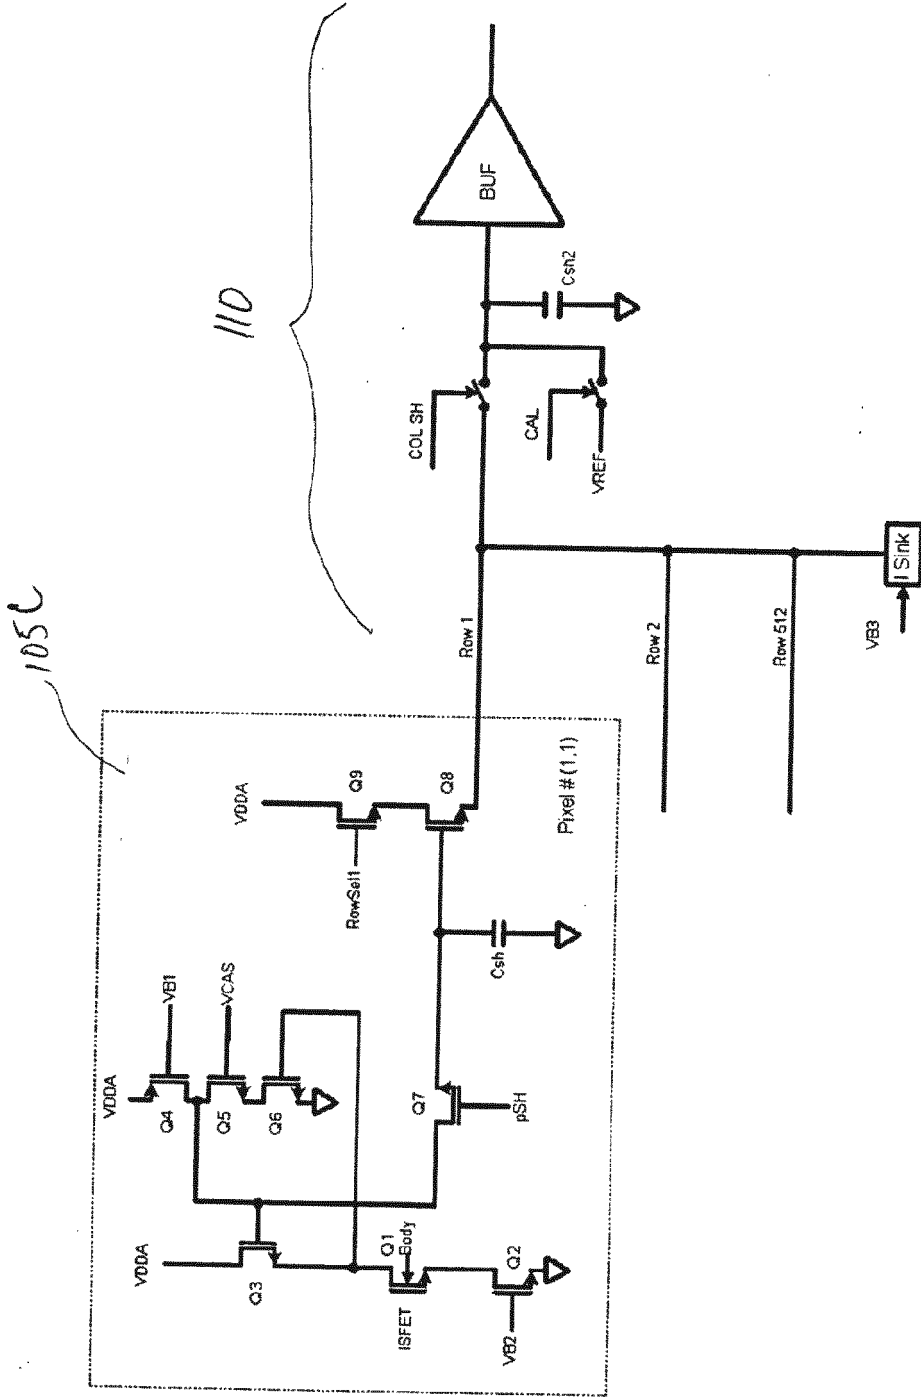 110
105C
BUF
Csh2
COL SH
CAL
VREF
Row 1
Row 2
Row 512
VB3
I Sink
Pixel # (1,1)
VDDA
Q9
RowSel1
Q8
Csh
VDDA
VB1
Q4
VCAS
Q5
Q6
Q7
pSH
VDDA
Q3
Q1
Body
ISFET
Q2
VB2